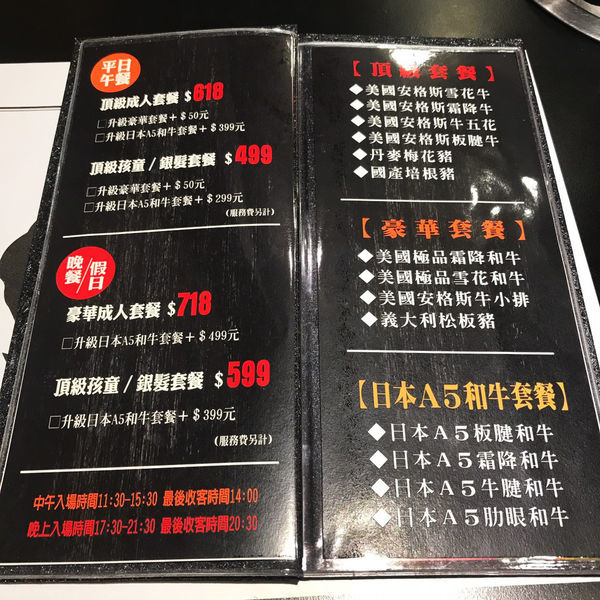 平日
午餐
頂級成人套餐 $618
□升級豪華套餐+$50元
□升級日本A5和牛套餐+$399元
頂級孩童/銀髮套餐 $499
□升級豪華套餐+$50元
□升級日本A5和牛套餐+$299元
(服務費另計)
晚餐/假日
豪華成人套餐 $718
□升級日本A5和牛套餐+$499元
頂級孩童/銀髮套餐 $599
□升級日本A5和牛套餐+$399元
(服務費另計)
中午入場時間11:30-15:30 最後收客時間14:00
晚上入場時間17:30-21:30 最後收客時間20:30
【頂級套餐】
◆美國安格斯雪花牛
◆美國安格斯霜降牛
◆美國安格斯牛五花
◆美國安格斯板腱牛
◆丹麥梅花豬
◆國產培根豬
【豪華套餐】
◆美國極品霜降和牛
◆美國極品雪花和牛
◆美國安格斯牛小排
◆義大利松板豬
【日本A5和牛套餐】
◆日本A5板腱和牛
◆日本A5霜降和牛
◆日本A5牛腱和牛
◆日本A5肋眼和牛